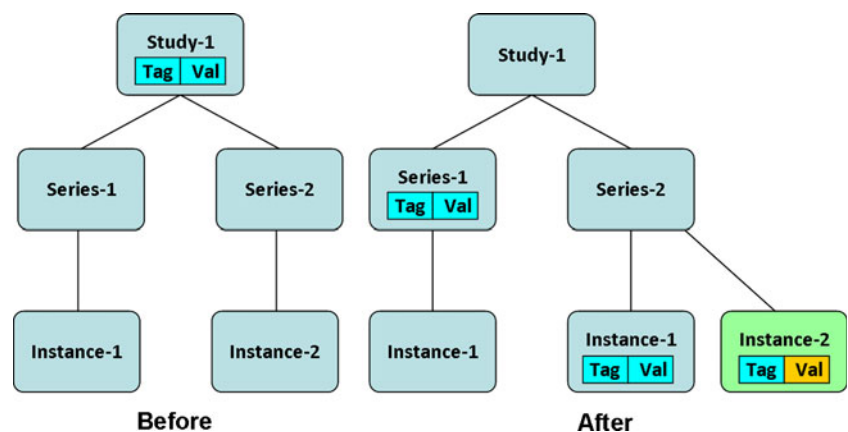 Study-1
Tag Val
Series-1
Series-2
Instance-1
Instance-2
Before
Study-1
Series-1
Tag Val
Series-2
Instance-1
Instance-1
Tag Val
Instance-2
Tag Val
After